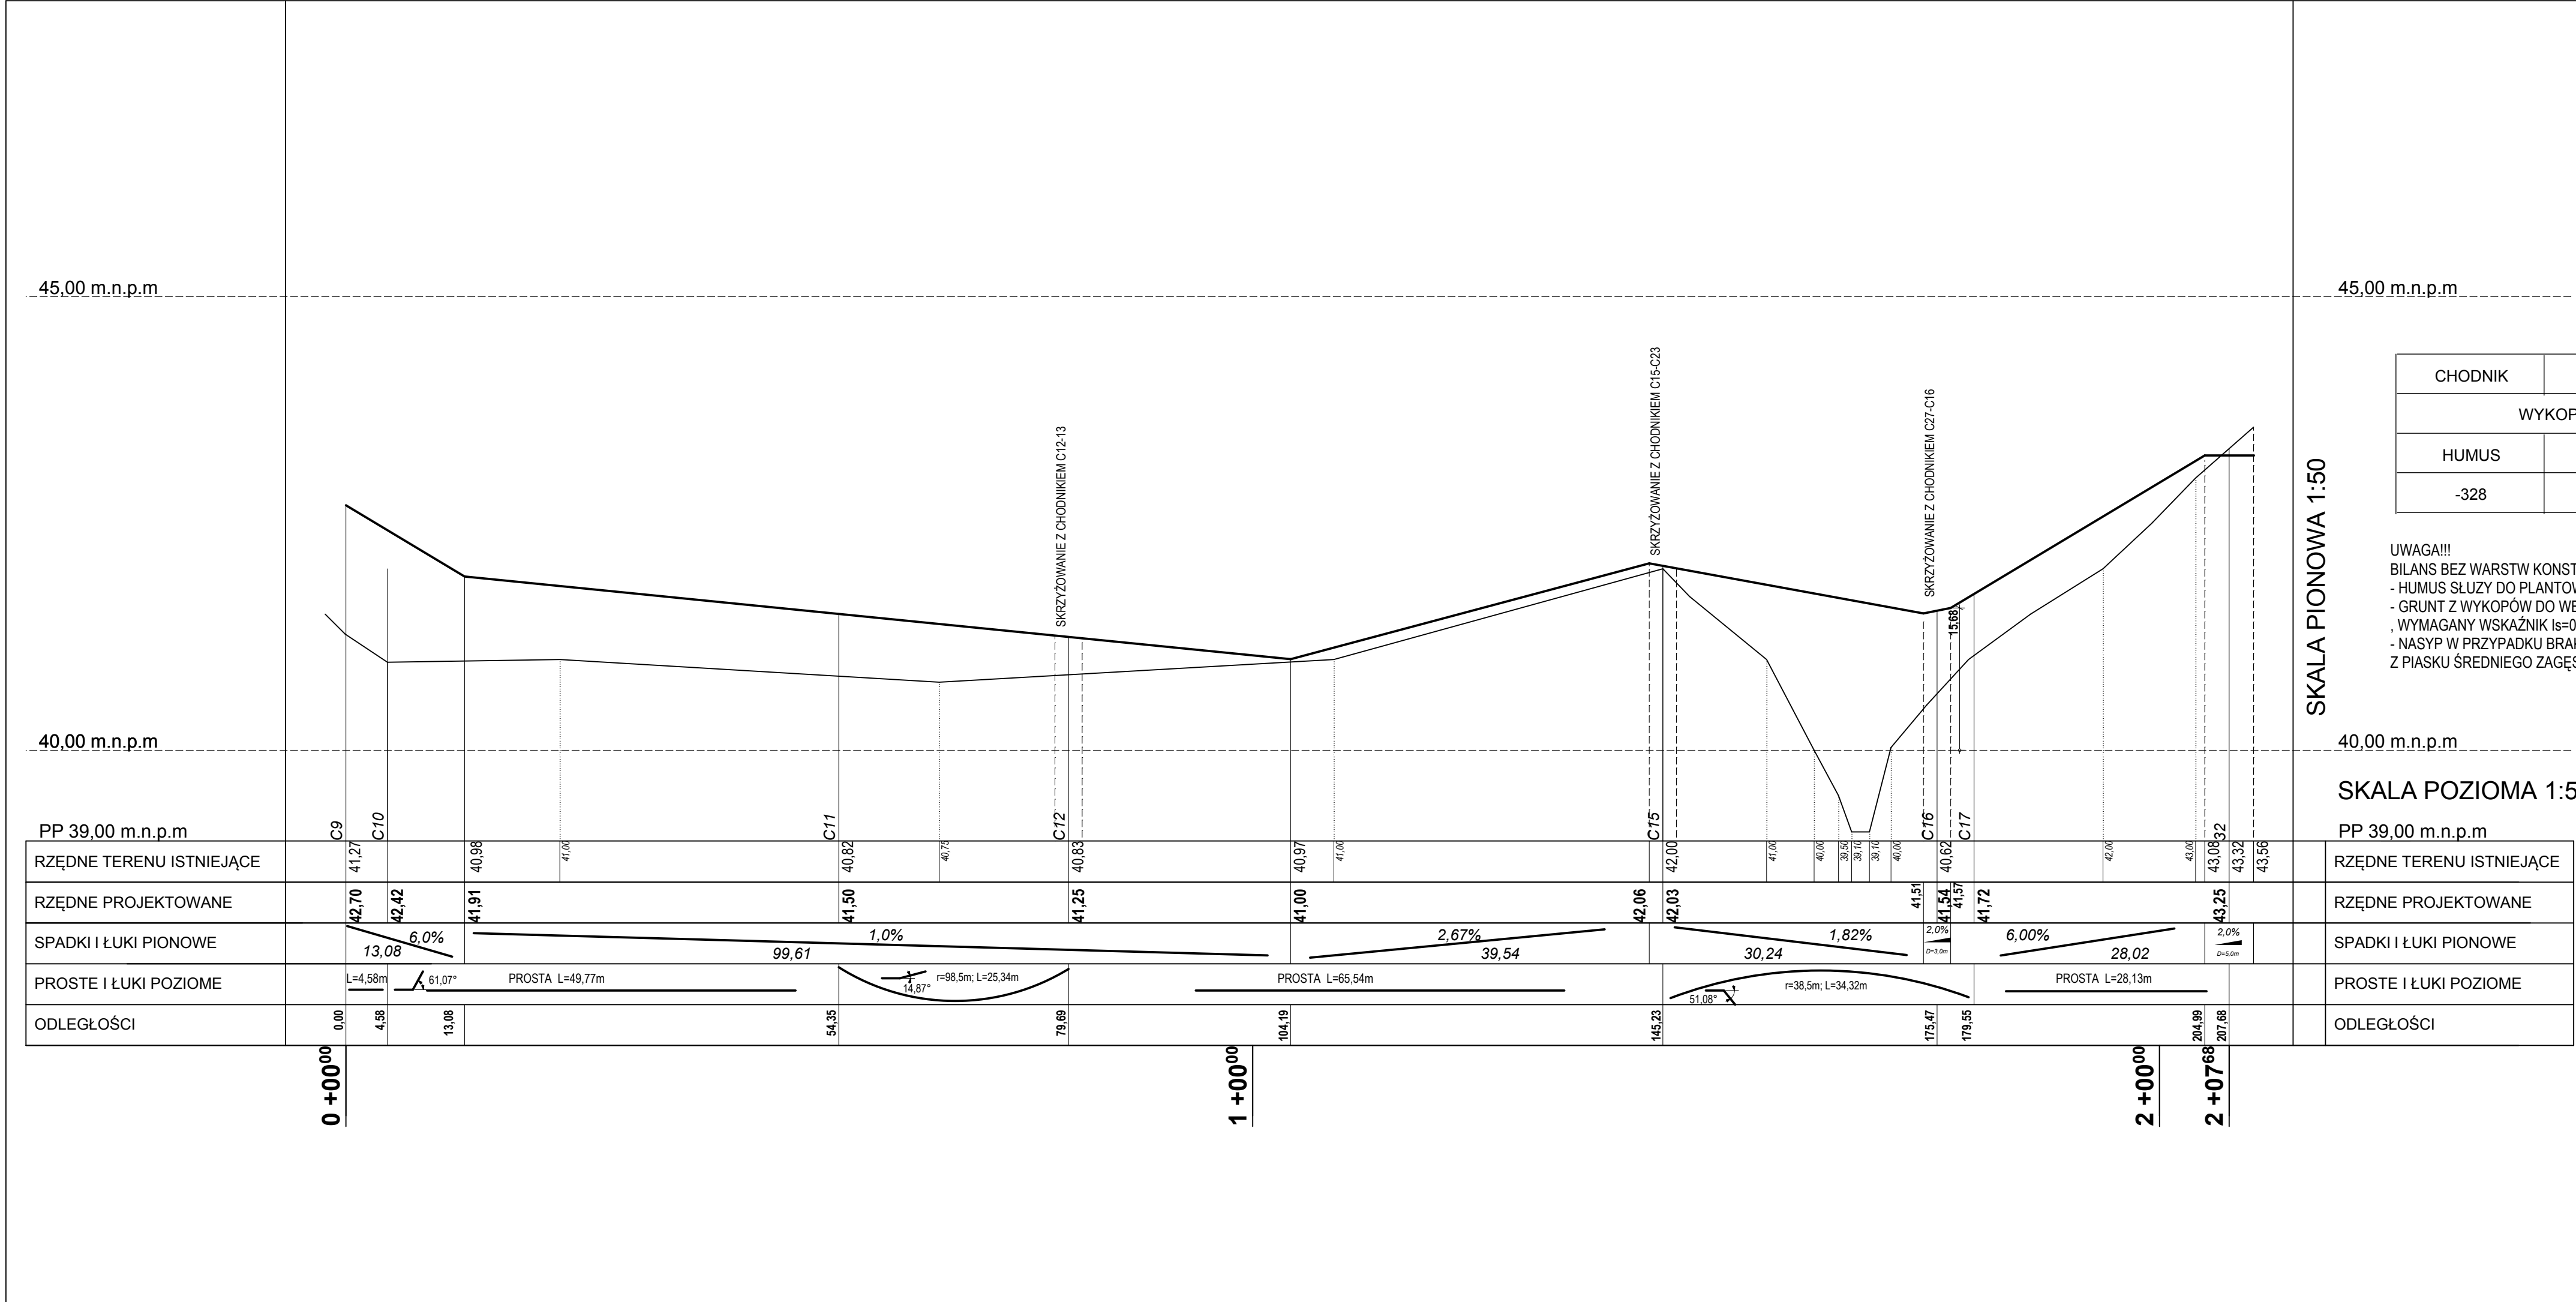 45,00 m.n.p.m
45,00 m.n.p.m
SKRZYŻOWANIE Z CHODNIKIEM C12-13
SKRZYŻOWANIE Z CHODNIKIEM C15-C23
SKRZYŻOWANIE Z CHODNIKIEM C27-C16
15,68
SKALA PIONOWA 1:50
CHODNIK
WYKOP
HUMUS
-328
UWAGA!!!
BILANS BEZ WARSTW KONST
- HUMUS SŁUZY DO PLANTOW
- GRUNT Z WYKOPÓW DO WB
, WYMAGANY WSKAŹNIK Is=0
- NASYP W PRZYPADKU BRAK
Z PIASKU ŚREDNIEGO ZAGĘS
40,00 m.n.p.m
40,00 m.n.p.m
SKALA POZIOMA 1:5
PP 39,00 m.n.p.m
C9 C10 C11 C12 C15 C16 C17 32
PP 39,00 m.n.p.m
RZĘDNE TERENU ISTNIEJĄCE 41,27 40,98 41,00 40,82 40,75 40,83 40,97 41,00 42,00 41,00 40,00 39,50 39,10 39,10 40,00 40,62 42,00 43,00 43,08 43,32 43,56 RZĘDNE TERENU ISTNIEJĄCE
RZĘDNE PROJEKTOWANE 42,70 42,42 41,91 41,50 41,25 41,00 42,06 42,03 41,51 41,54 41,57 41,72 43,25 RZĘDNE PROJEKTOWANE
SPADKI I ŁUKI PIONOWE 6,0% 13,08 1,0% 99,61 2,67% 39,54 1,82% 30,24 2,0% D=3,0m 6,00% 28,02 2,0% D=5,0m SPADKI I ŁUKI PIONOWE
PROSTE I ŁUKI POZIOME L=4,58m 61,07° PROSTA L=49,77m 14,87° r=98,5m; L=25,34m PROSTA L=65,54m 51,08° r=38,5m; L=34,32m PROSTA L=28,13m PROSTE I ŁUKI POZIOME
ODLEGŁOŚCI 0,00 4,58 13,08 54,35 79,69 104,19 145,23 175,47 179,55 204,99 207,68 ODLEGŁOŚCI
0 +00⁰⁰ 1 +00⁰⁰ 2 +00⁰⁰ 2 +07⁶⁸